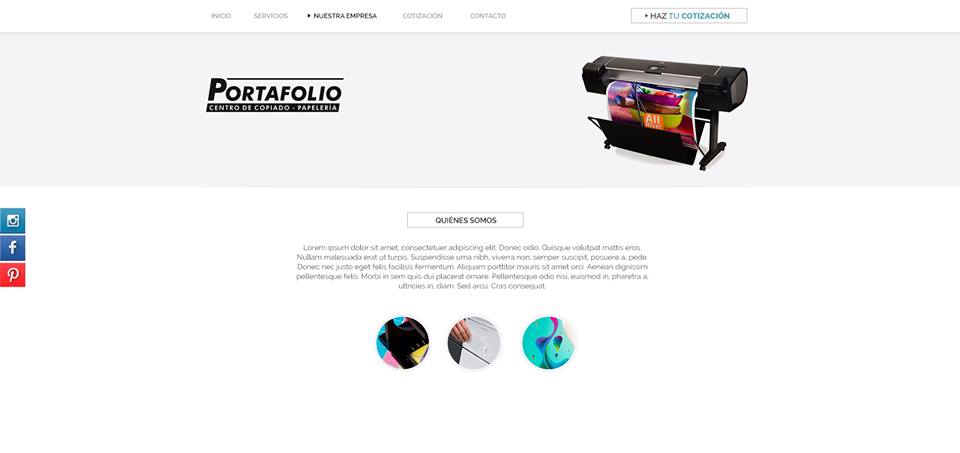 INICIO SERVICIOS NUESTRA EMPRESA COTIZACIÓN CONTACTO HAZ TU COTIZACIÓN
PORTAFOLIO
CENTRO DE COPIADO - PAPELERÍA
All
QUIÉNES SOMOS
Lorem ipsum dolor sit amet, consectetuer adipiscing elit. Donec odio. Quisque volutpat mattis eros.
Nullam malesuada erat ut turpis. Suspendisse urna nibh, viverra non, semper suscipit, posuere a, pede.
Donec nec justo eget felis facilisis fermentum. Aliquam porttitor mauris sit amet orci. Aenean dignissim
pellentesque felis. Morbi in sem quis dui placerat ornare. Pellentesque odio nisi, euismod in, pharetra a,
ultricies in, diam. Sed arcu. Cras consequat.